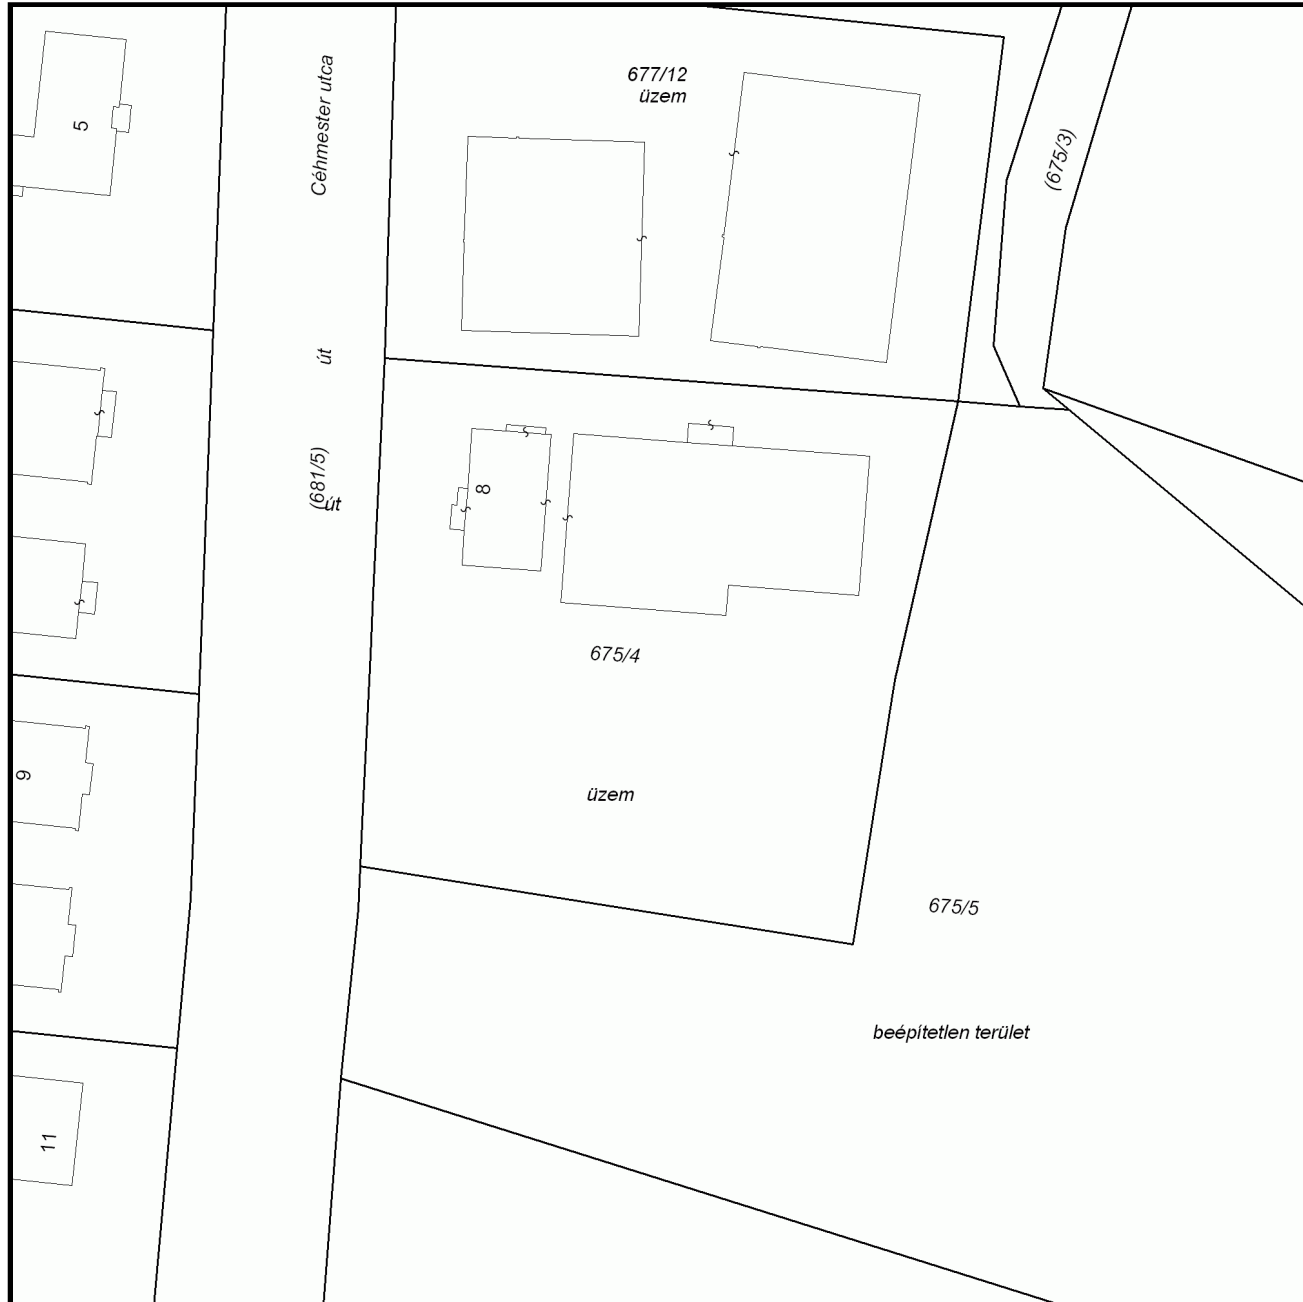 677/12
üzem
Céhmester utca
5
(675/3)
út
(681/5)
út
8
675/4
9
üzem
675/5
beépítetlen terület
11